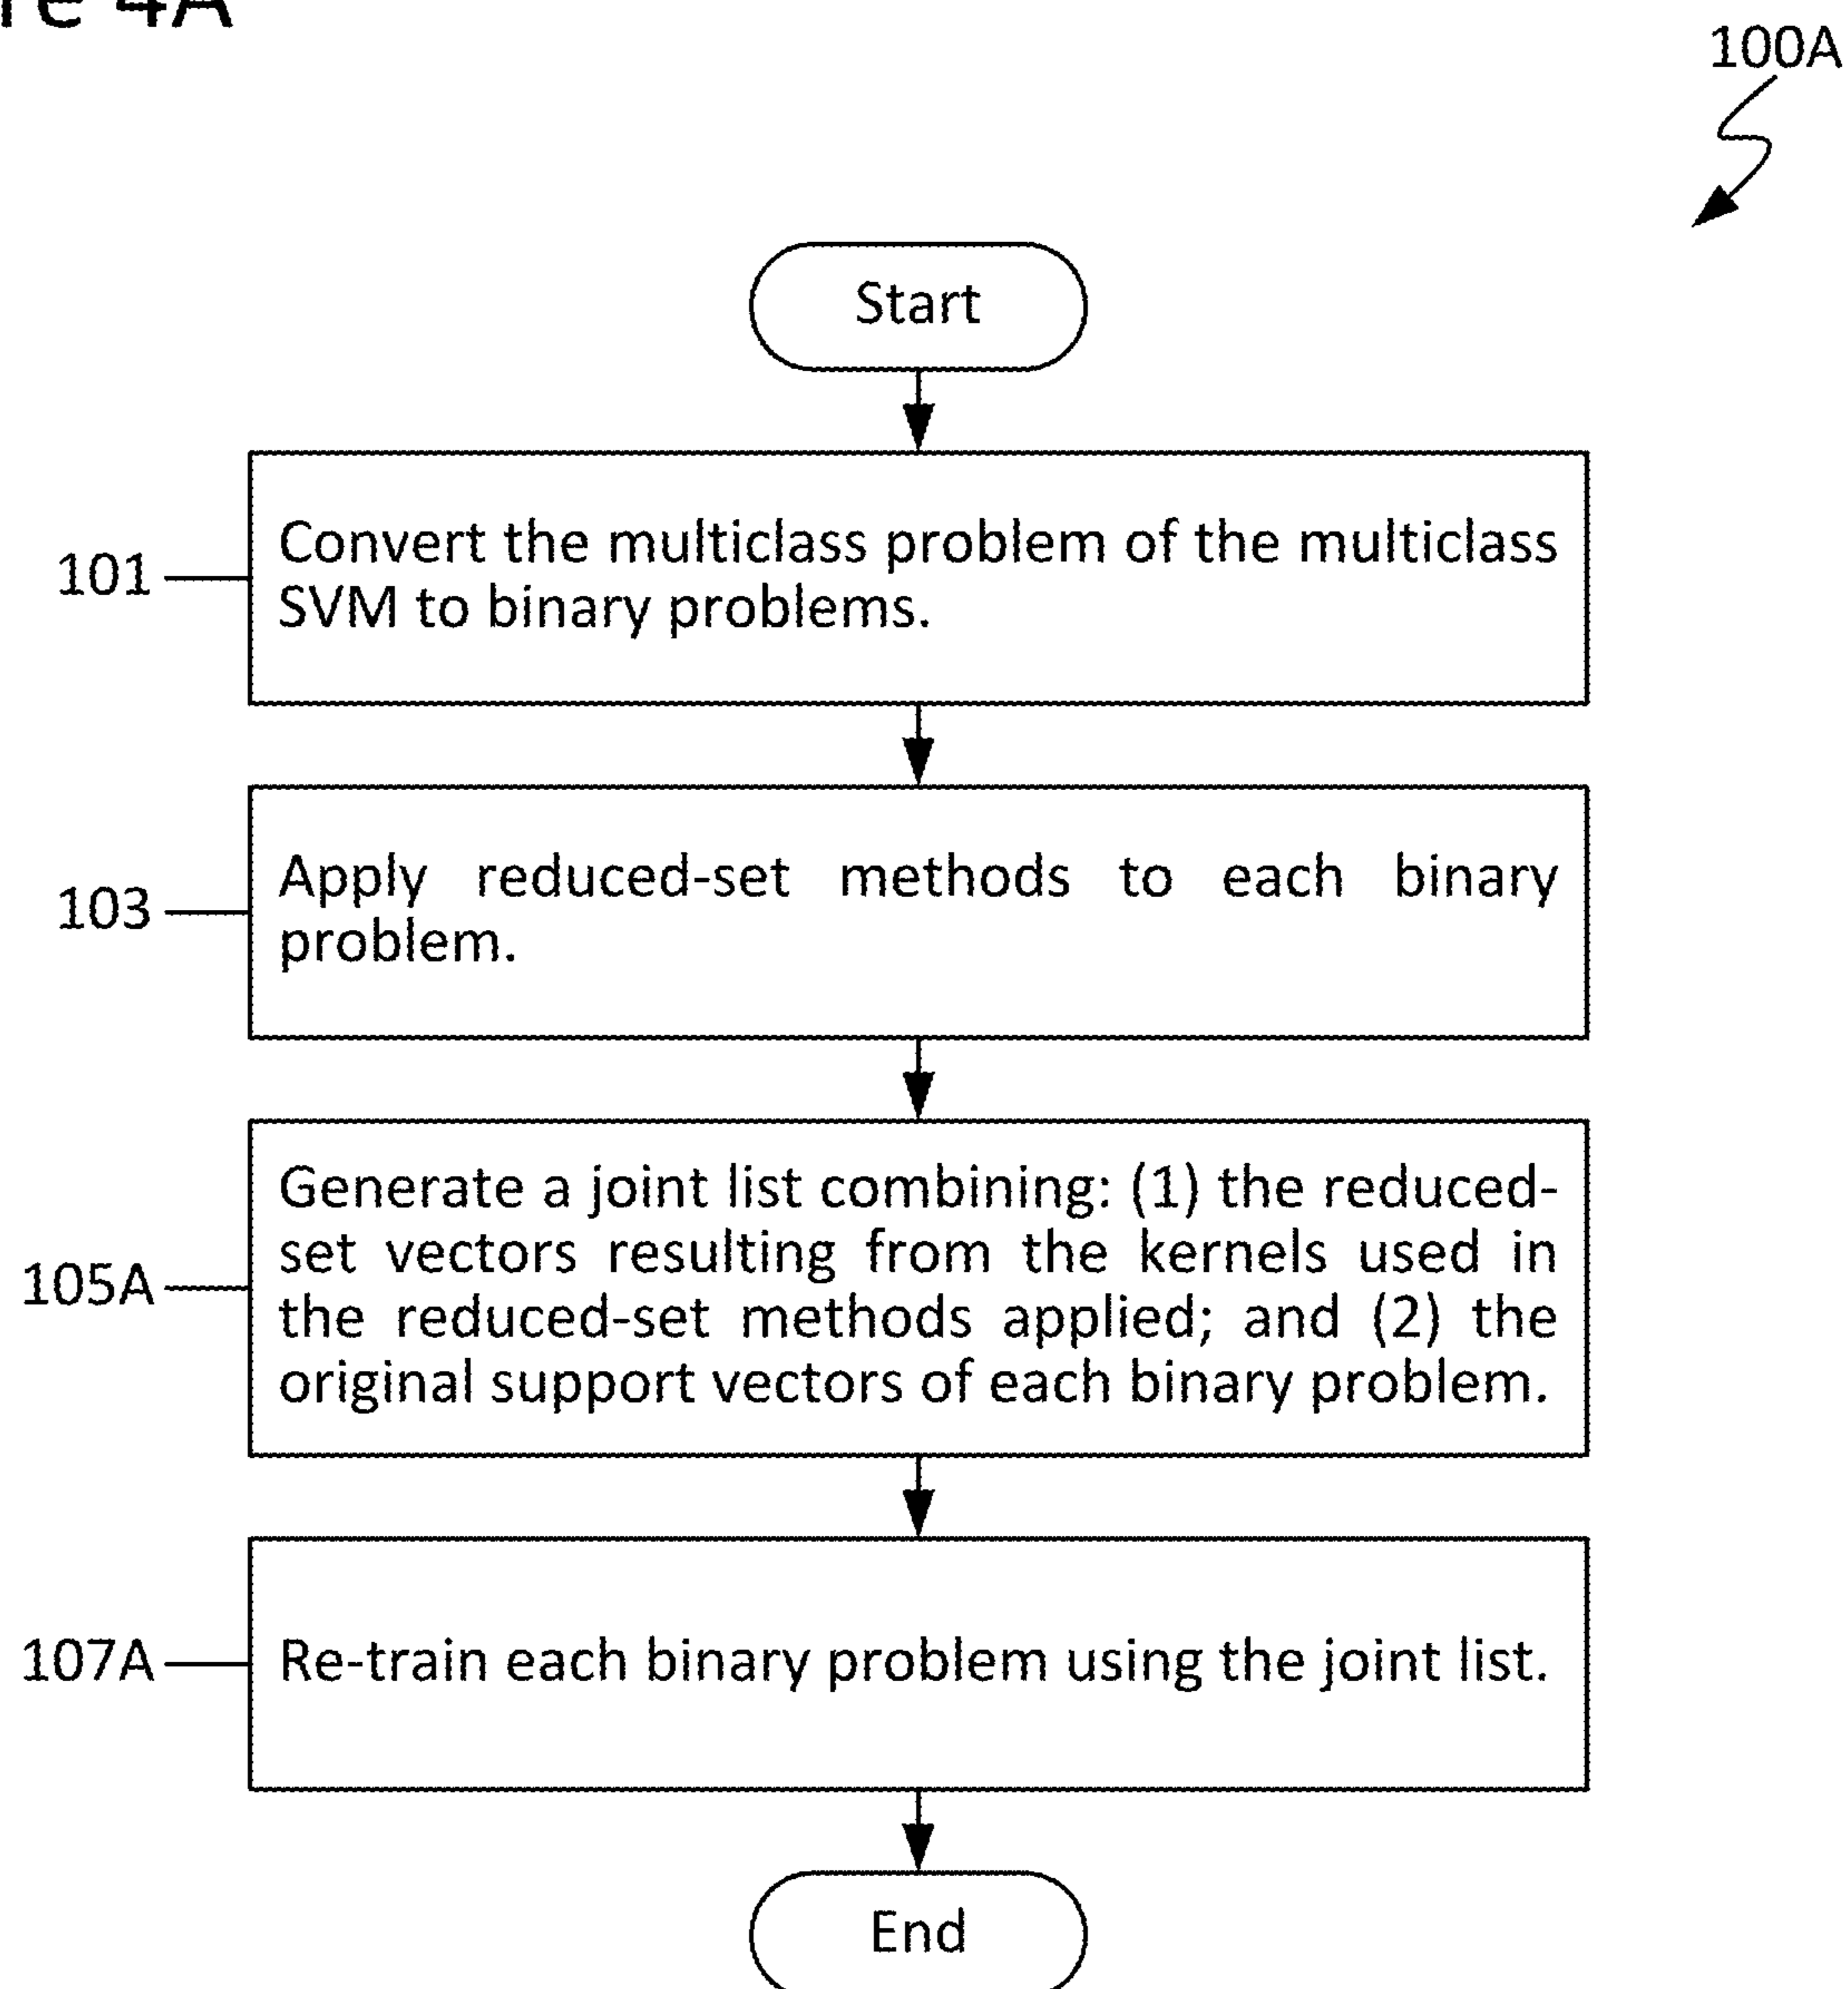 4A
100A
Start
101
Convert the multiclass problem of the multiclass
SVM to binary problems.
103
Apply reduced-set methods to each binary
problem.
105A
Generate a joint list combining: (1) the reduced-
set vectors resulting from the kernels used in
the reduced-set methods applied; and (2) the
original support vectors of each binary problem.
107A
Re-train each binary problem using the joint list.
End